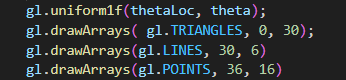 gl.uniform1f(thetaLoc, theta);
gl.drawArrays( gl.TRIANGLES, 0, 30);
gl.drawArrays(gl.LINES, 30, 6)
gl.drawArrays(gl.POINTS, 36, 16)